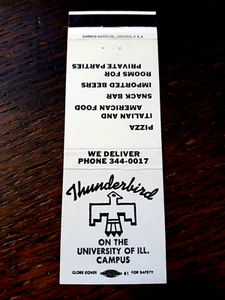 PIZZA
ITALIAN AND
AMERICAN FOOD
SNACK BAR
IMPORTED BEERS
ROOMS FOR
PRIVATE PARTIES
WE DELIVER
PHONE 344-0017
Thunderbird
ON THE
UNIVERSITY OF ILL.
CAMPUS
CLOSE COVER
FOR SAFETY